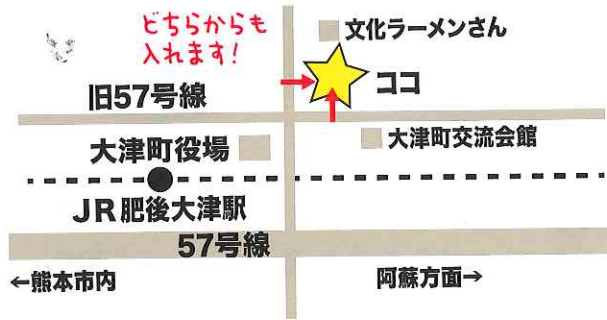 どちらからも
入れます!
文化ラーメンさん
ココ
旧57号線
大津町役場
大津町交流会館
JR肥後大津駅
57号線
←熊本市内
阿蘇方面→